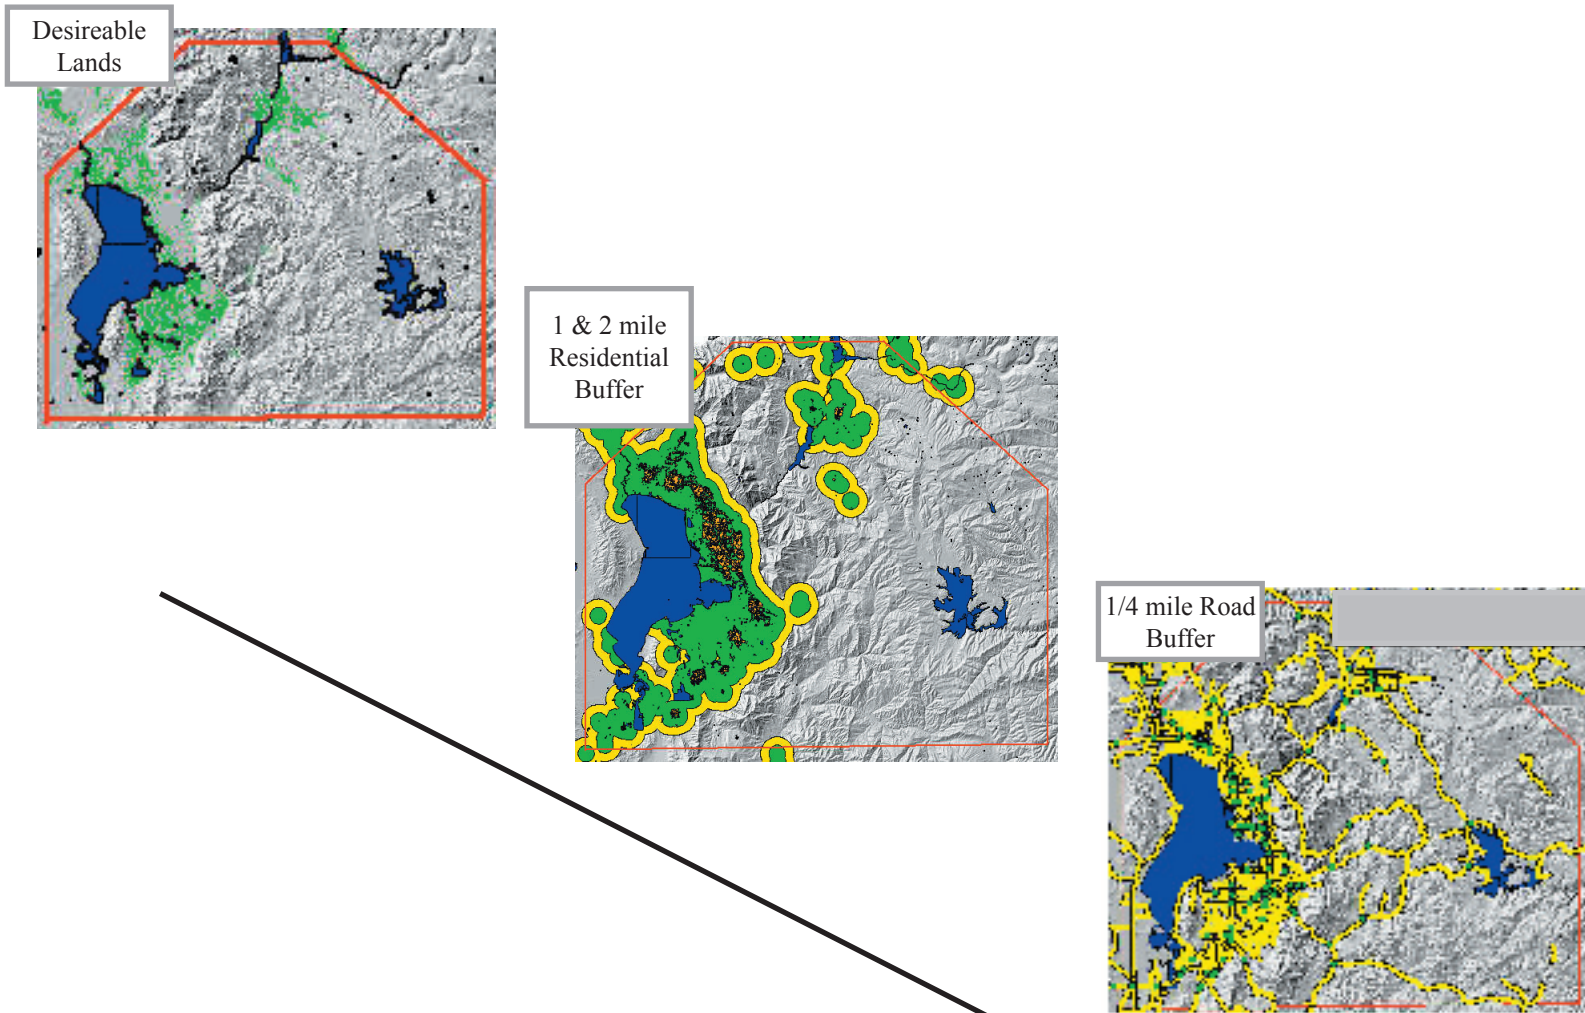 Desireable
Lands
1 & 2 mile
Residential
Buffer
1/4 mile Road
Buffer